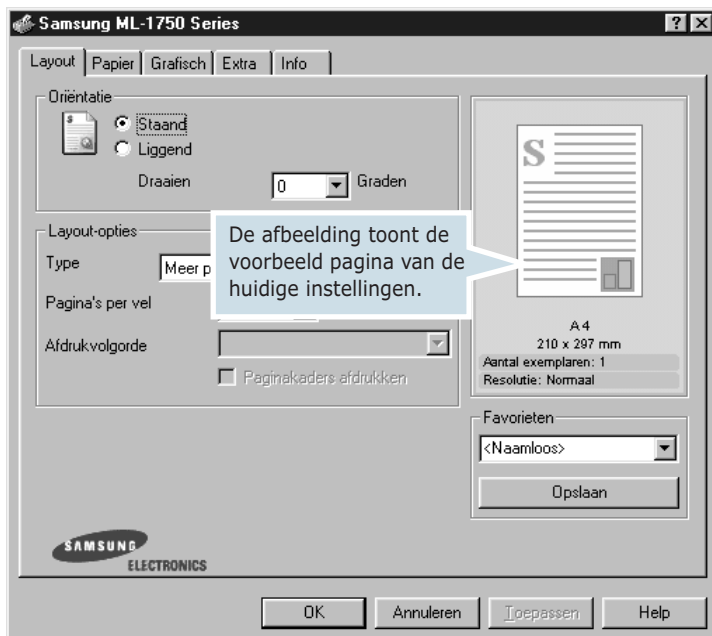 Samsung ML-1750 Series
Layout Papier Grafisch Extra Info
Oriëntatie
Staand
Liggend
Draaien 0 Graden
Layout-opties
Type Meer p
Pagina's per vel
Afdrukvolgorde
Paginakaders afdrukken
De afbeelding toont de
voorbeeld pagina van de
huidige instellingen.
S
A4
210 x 297 mm
Aantal exemplaren: 1
Resolutie: Normaal
Favorieten
<Naamloos>
Opslaan
SAMSUNG
ELECTRONICS
OK Annuleren Toepassen Help